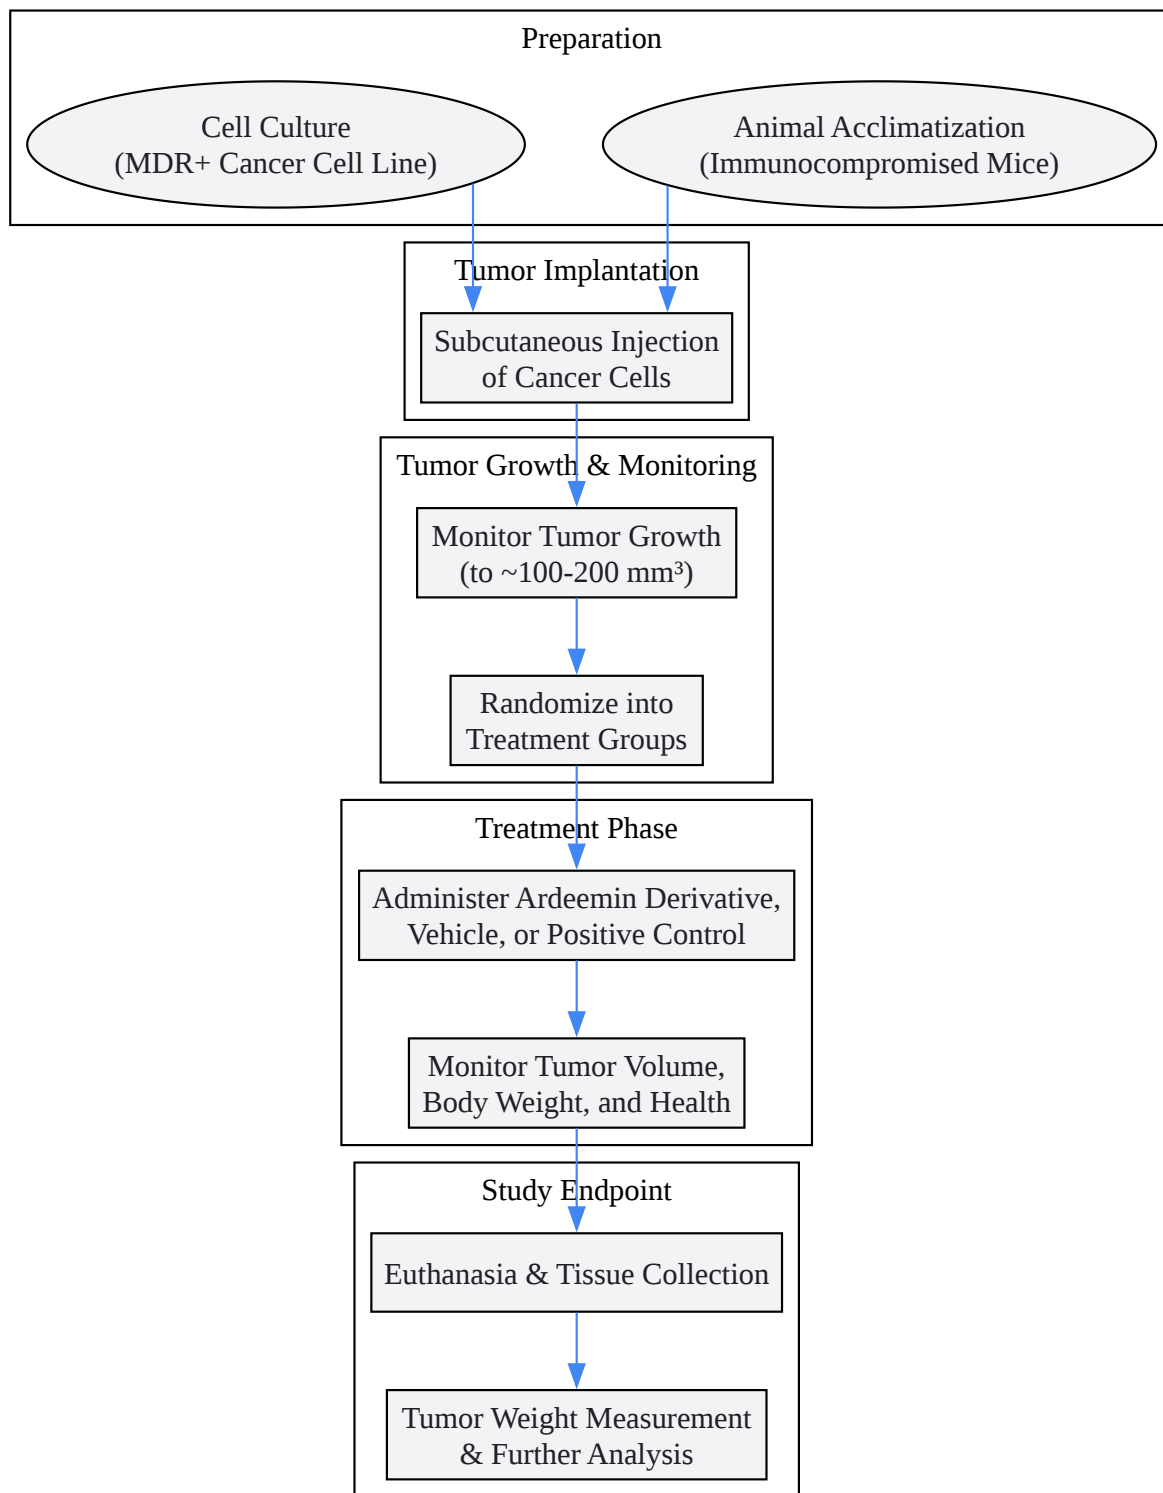 Preparation
Cell Culture
(MDR+ Cancer Cell Line)
Animal Acclimatization
(Immunocompromised Mice)
Tumor Implantation
Subcutaneous Injection
of Cancer Cells
Tumor Growth & Monitoring
Monitor Tumor Growth
(to ~100-200 mm³)
Randomize into
Treatment Groups
Treatment Phase
Administer Ardeemin Derivative,
Vehicle, or Positive Control
Monitor Tumor Volume,
Body Weight, and Health
Study Endpoint
Euthanasia & Tissue Collection
Tumor Weight Measurement
& Further Analysis